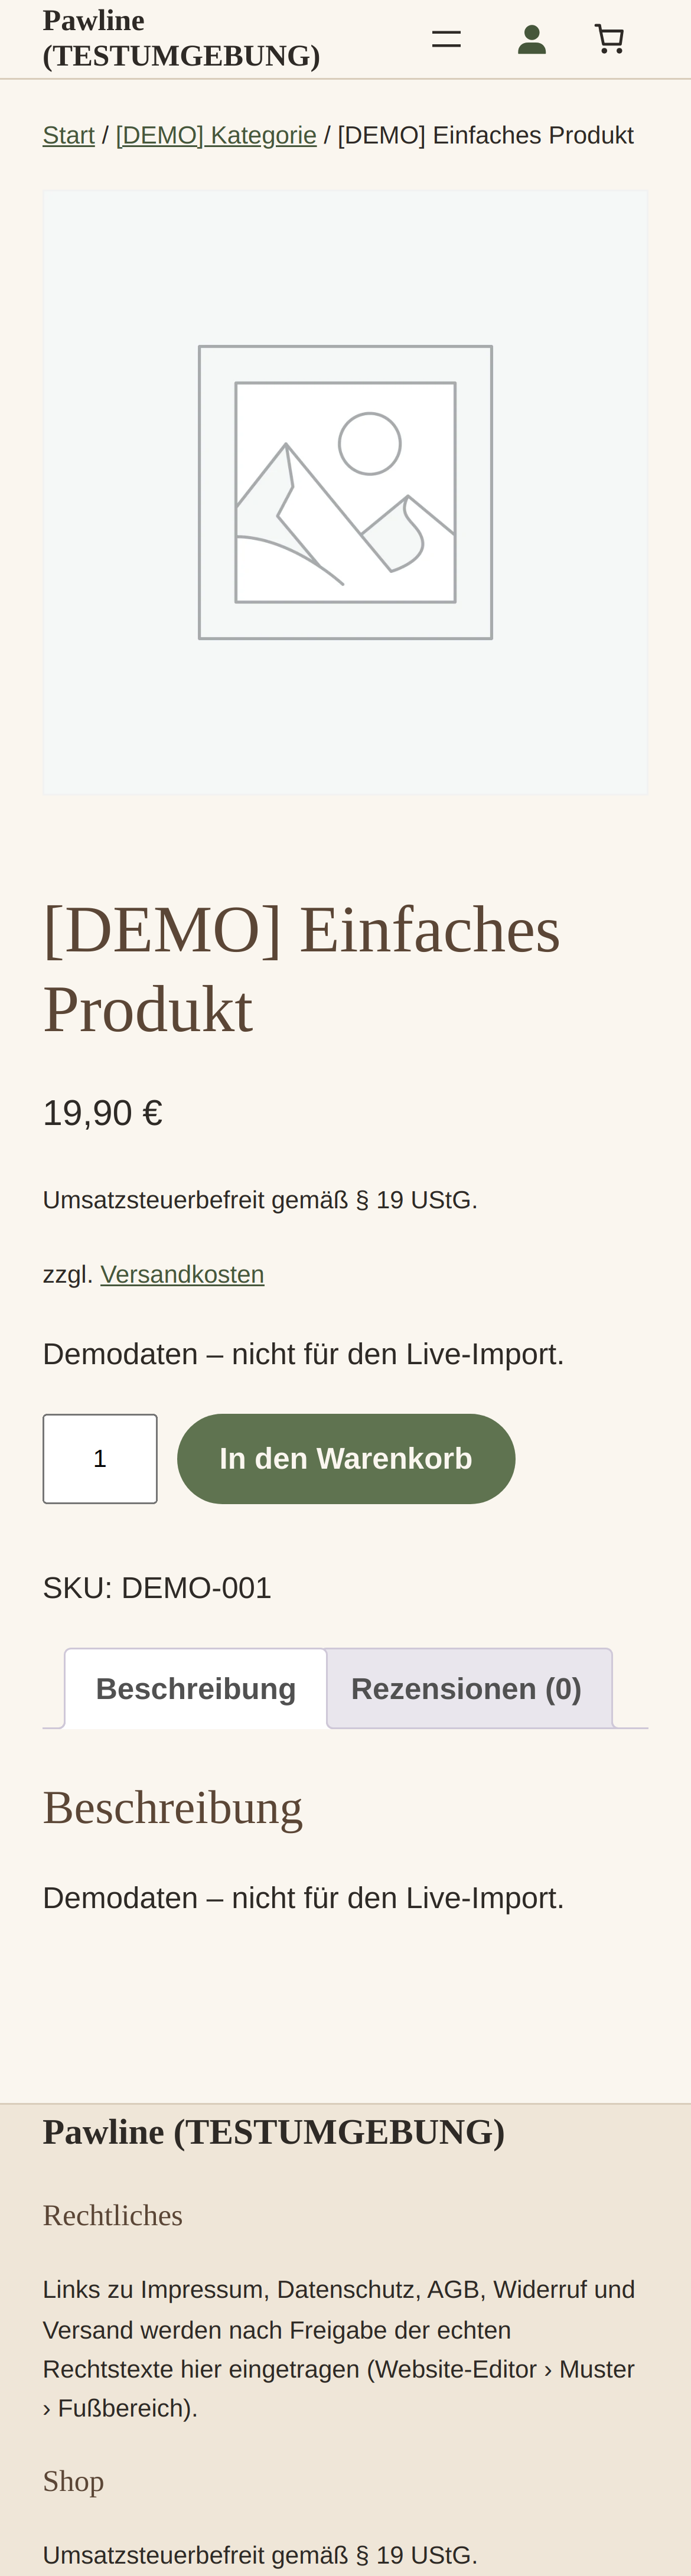 Pawline
(TESTUMGEBUNG)
Start / [DEMO] Kategorie / [DEMO] Einfaches Produkt
[DEMO] Einfaches
Produkt
19,90 €
Umsatzsteuerbefreit gemäß § 19 UStG.
zzgl. Versandkosten
Demodaten – nicht für den Live-Import.
1
In den Warenkorb
SKU: DEMO-001
Beschreibung
Rezensionen (0)
Beschreibung
Demodaten – nicht für den Live-Import.
Pawline (TESTUMGEBUNG)
Rechtliches
Links zu Impressum, Datenschutz, AGB, Widerruf und
Versand werden nach Freigabe der echten
Rechtstexte hier eingetragen (Website-Editor › Muster
› Fußbereich).
Shop
Umsatzsteuerbefreit gemäß § 19 UStG.